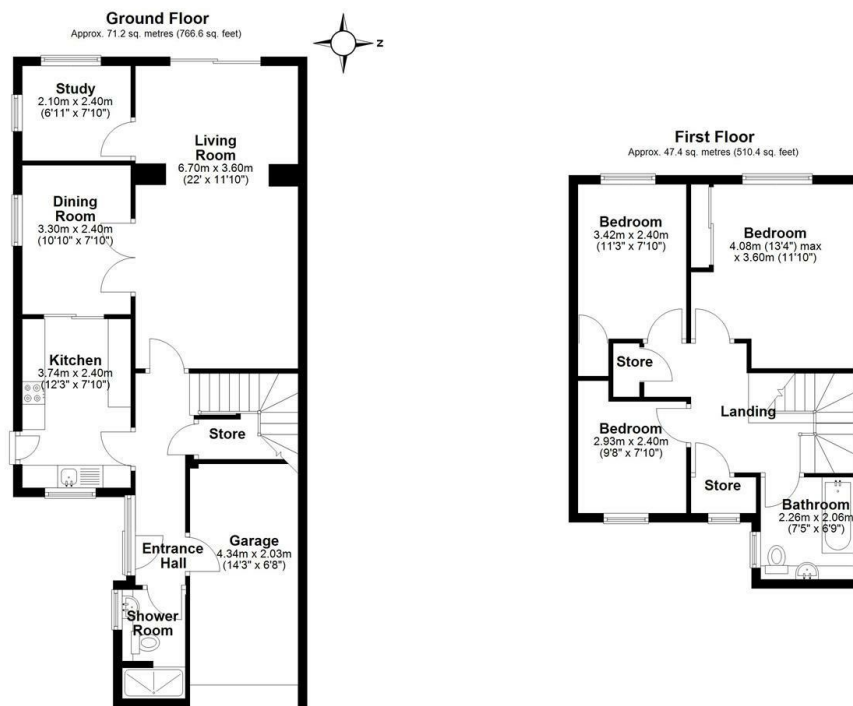 Ground Floor
Approx. 71.2 sq. metres (766.6 sq. feet)
Z
Study
2.10m x 2.40m
(6'11" x 7'10")
Living
Room
6.70m x 3.60m
(22' x 11'10")
Dining
Room
3.30m x 2.40m
(10'10" x 7'10")
Kitchen
3.74m x 2.40m
(12'3" x 7'10")
Store
Garage
4.34m x 2.03m
(14'3" x 6'8")
Entrance
Hall
Shower
Room
First Floor
Approx. 47.4 sq. metres (510.4 sq. feet)
Bedroom
3.42m x 2.40m
(11'3" x 7'10")
Bedroom
4.08m (13'4") max
x 3.60m (11'10")
Store
Landing
Bedroom
2.93m x 2.40m
(9'8" x 7'10")
Store
Bathroom
2.26m x 2.06m
(7'5" x 6'9")